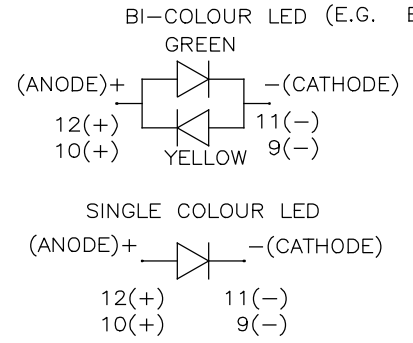 BI-COLOUR LED (E.G.
GREEN
(ANODE)+ -(CATHODE)
12(+) 11(-)
10(+) 9(-)
YELLOW
SINGLE COLOUR LED
(ANODE)+ -(CATHODE)
12(+) 11(-)
10(+) 9(-)